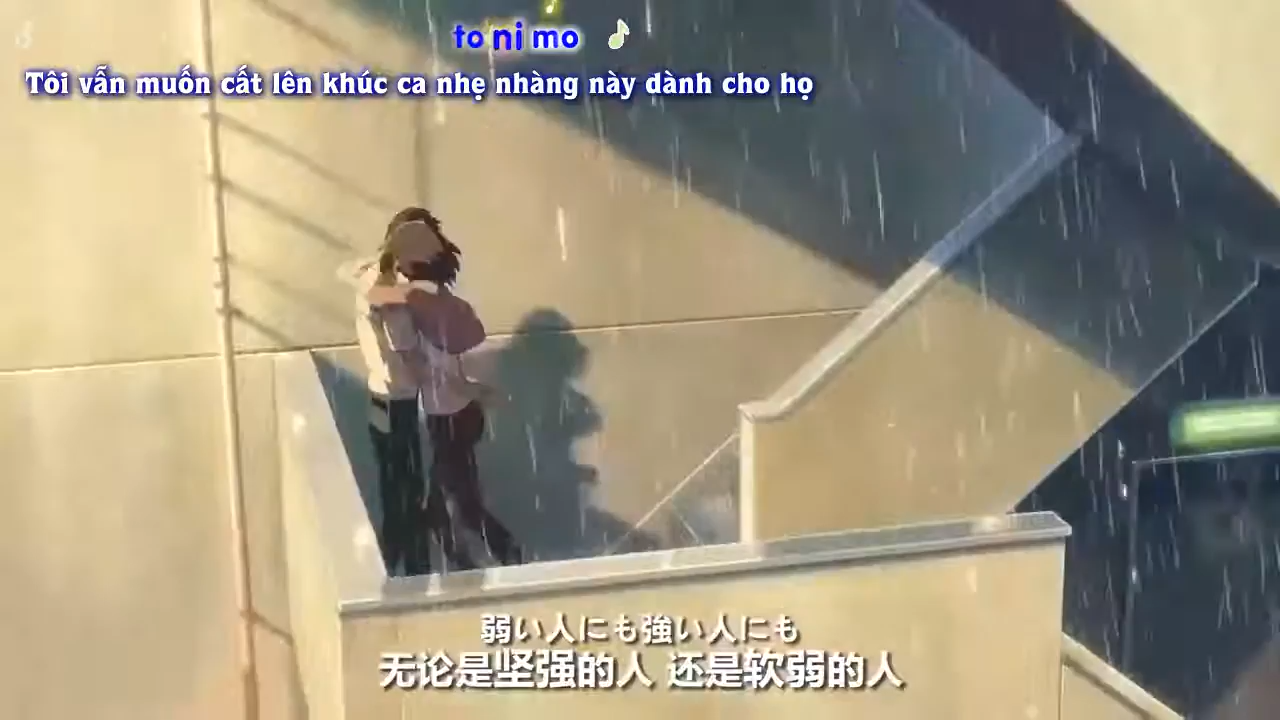 to ni mo
Tôi vẫn muốn cất lên khúc ca nhẹ nhàng này dành cho họ
弱い人にも強い人にも
无论是坚强的人 还是软弱的人